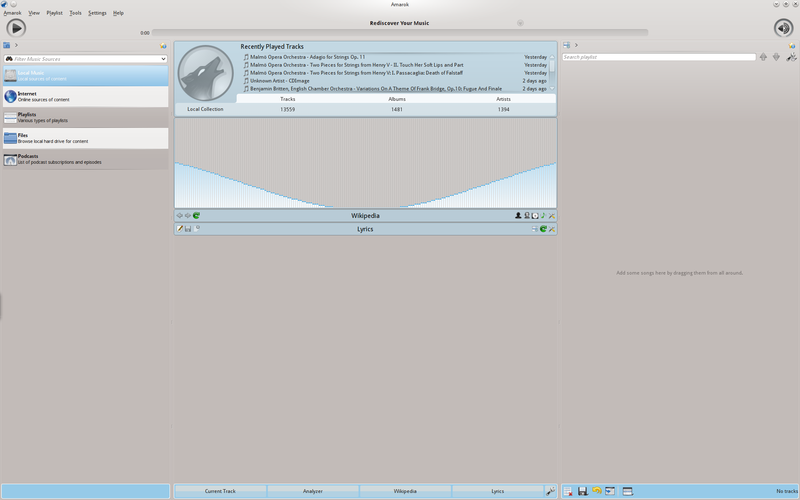 Amarok
Amarok View Playlist Tools Settings Help
Rediscover Your Music
0:00
Filter Music Sources
Local Music
Local sources of content
Internet
Online sources of content
Playlists
Various types of playlists
Files
Browse local hard drive for content
Podcasts
List of podcast subscriptions and episodes
Recently Played Tracks
Malmö Opera Orchestra - Adagio for Strings Op. 11 Yesterday
Malmö Opera Orchestra - Two Pieces for Strings from Henry V - II. Touch Her Soft Lips and Part Yesterday
Malmö Opera Orchestra - Two Pieces for Strings from Henry V: I. Passacaglia: Death of Falstaff Yesterday
Unknown Artist - CDImage 2 days ago
Benjamin Britten, English Chamber Orchestra - Variations On A Theme Of Frank Bridge, Op.10: Fugue And Finale 2 days ago
Tracks Albums Artists
Local Collection 13559 1481 1394
Wikipedia
Lyrics
Search playlist
Add some songs here by dragging them from all around.
Current Track Analyzer Wikipedia Lyrics
No tracks